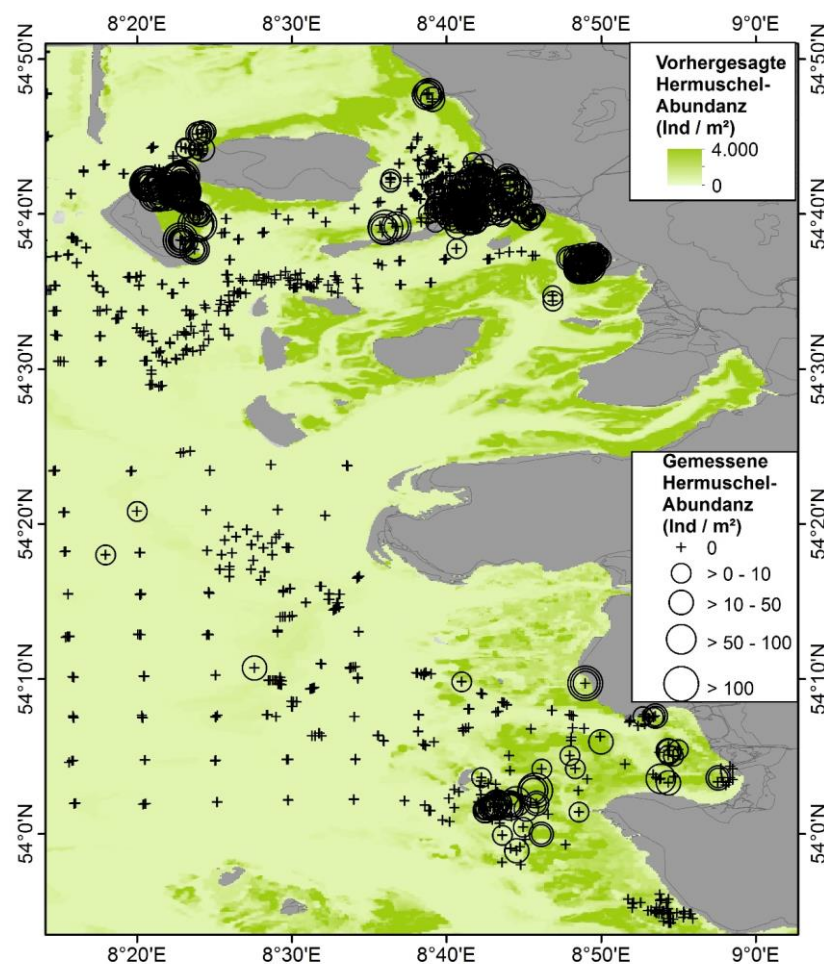 8°20'E 8°30'E 8°40'E 8°50'E 9°0'E
54°50'N 54°50'N
Vorhergesagte
Hermuschel-
Abundanz
(Ind / m²)
4.000
0
54°40'N 54°40'N
54°30'N 54°30'N
Gemessene
Hermuschel-
Abundanz
(Ind / m²)
+ 0
> 0 - 10
> 10 - 50
> 50 - 100
> 100
54°20'N 54°20'N
54°10'N 54°10'N
54°0'N 54°0'N
8°20'E 8°30'E 8°40'E 8°50'E 9°0'E